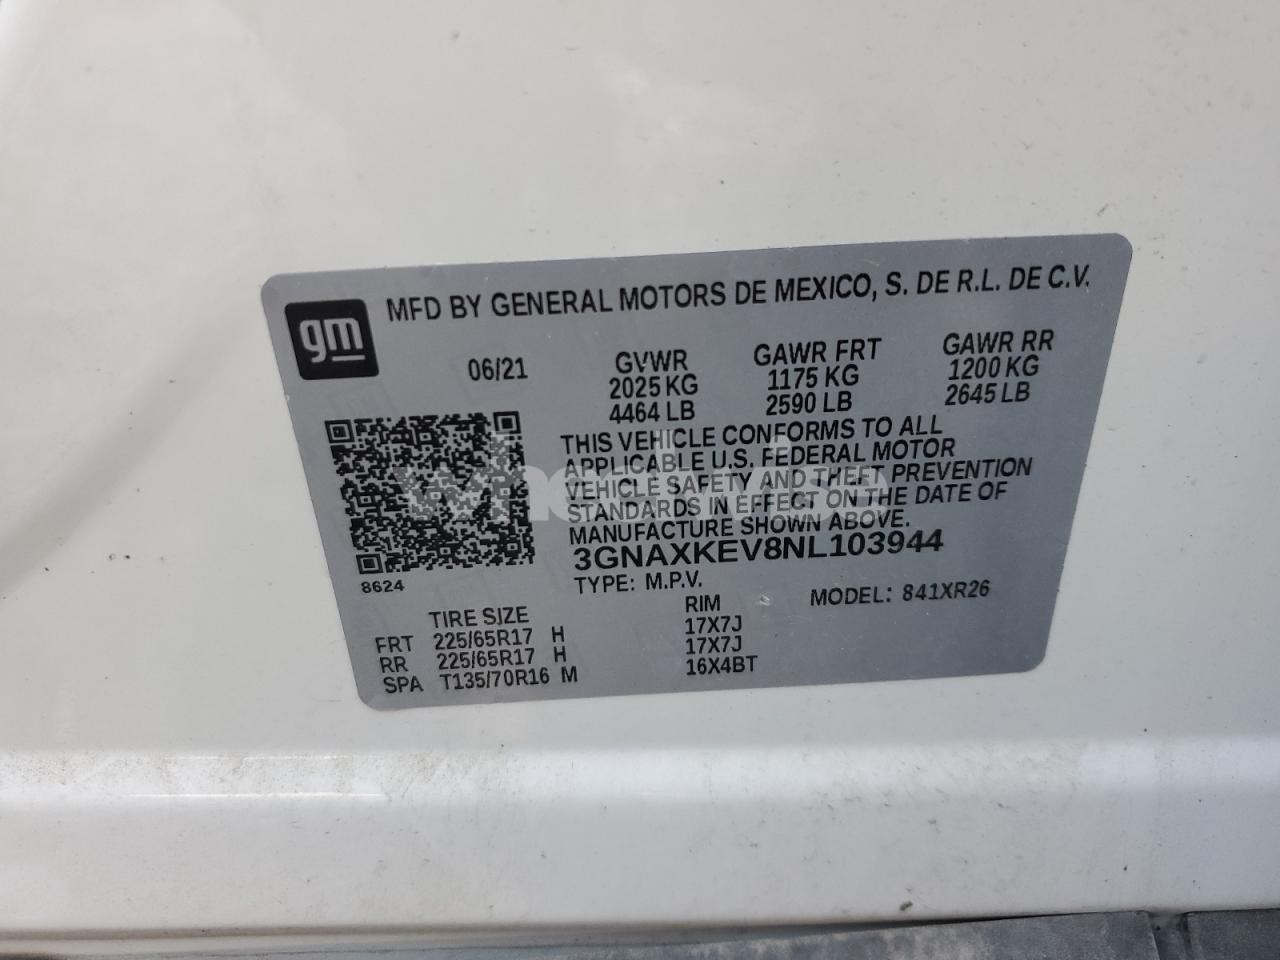 gm
MFD BY GENERAL MOTORS DE MEXICO, S. DE R.L. DE C.V.
06/21 GVWR GAWR FRT GAWR RR
2025 KG 1175 KG 1200 KG
4464 LB 2590 LB 2645 LB
THIS VEHICLE CONFORMS TO ALL
APPLICABLE U.S. FEDERAL MOTOR
VEHICLE SAFETY AND THEFT PREVENTION
STANDARDS IN EFFECT ON THE DATE OF
MANUFACTURE SHOWN ABOVE.
3GNAXKEV8NL103944
8624
TYPE: M.P.V. MODEL: 841XR26
TIRE SIZE RIM
FRT 225/65R17 H 17X7J
RR 225/65R17 H 17X7J
SPA T135/70R16 M 16X4BT